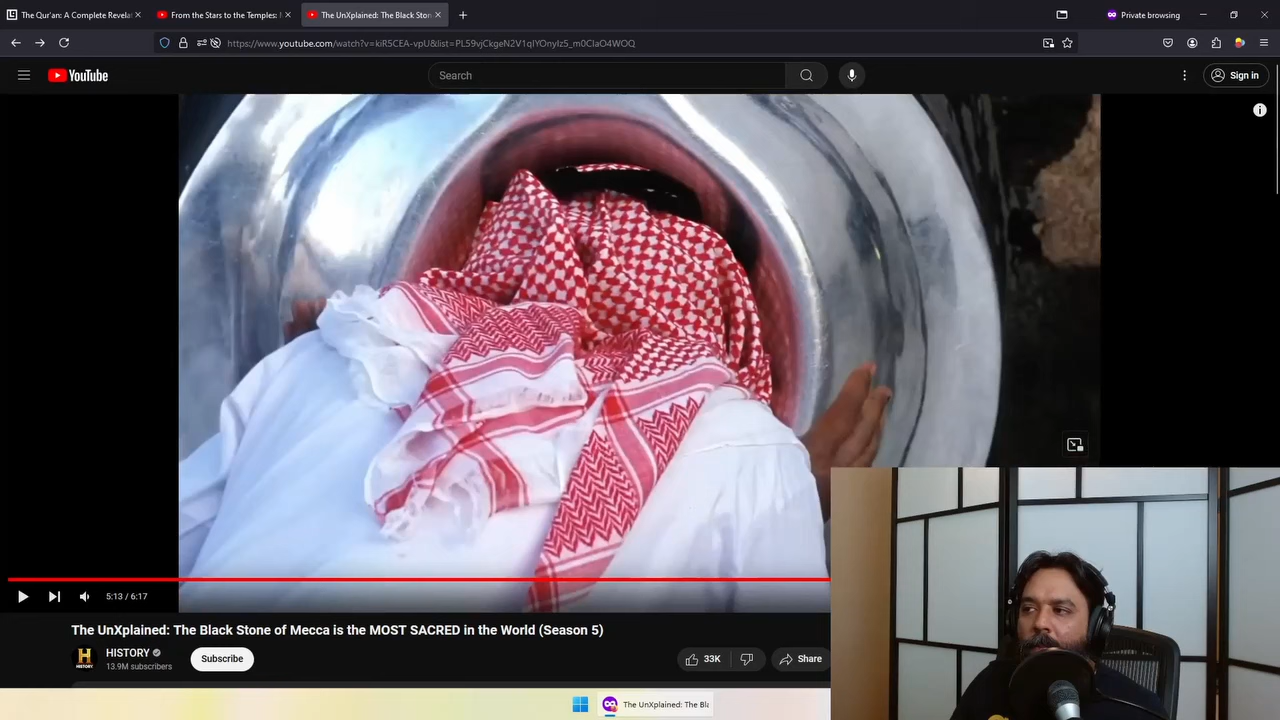 The Qur'an: A Complete Revelat
From the Stars to the Temples:
The UnXplained: The Black Ston
Private browsing
https://www.youtube.com/watch?v=kiR5CEA-vpU&list=PL59vjCkgeN2V1qIYOnyIz5_m0ClaO4WOQ
YouTube
Search
Sign in
5:13 / 6:17
The UnXplained: The Black Stone of Mecca is the MOST SACRED in the World (Season 5)
HISTORY
13.9M subscribers
Subscribe
33K
Share
The UnXplained: The Bla